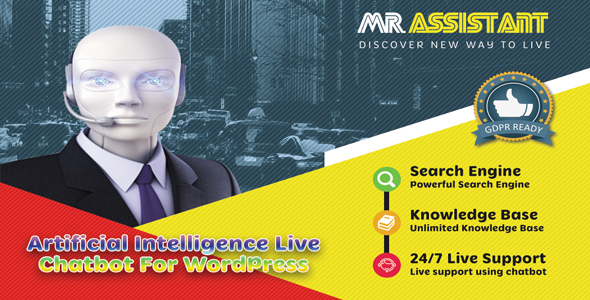 MR ASSISTANT
DISCOVER NEW WAY TO LIVE
GDPR READY
Search Engine
Powerful Search Engine
Knowledge Base
Unlimited Knowledge Base
24/7 Live Support
Live support using chatbot
Artificial Intelligence Live
Chatbot For WordPress